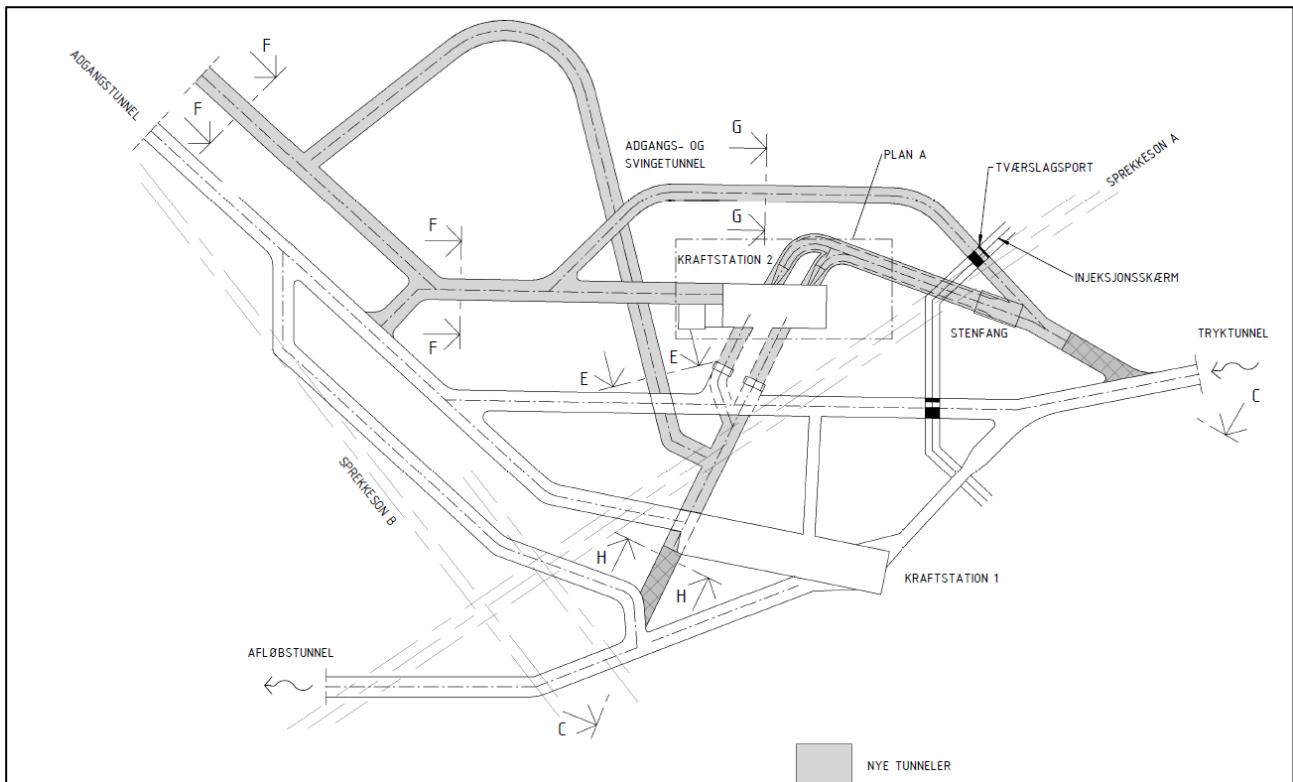 F
ADGANGSTUNNEL
F
G
ADGANGS- OG
SVINGETUNNEL
PLAN A
TVÆRSLAGSPORT
SPREKKESON A
G
F
KRAFTSTATION 2
INJEKSJONSSKÆRM
STENFANG
TRYKTUNNEL
F
E
E
C
SPREKKESON B
H
KRAFTSTATION 1
H
AFLØBSTUNNEL
C
NYE TUNNELER